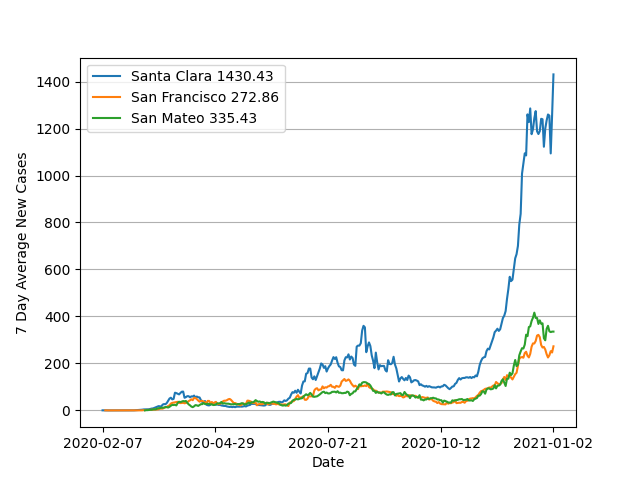 1400
1200
1000
800
600
400
200
0
7 Day Average New Cases
Santa Clara 1430.43
San Francisco 272.86
San Mateo 335.43
2020-02-07 2020-04-29 2020-07-21 2020-10-12 2021-01-02
Date